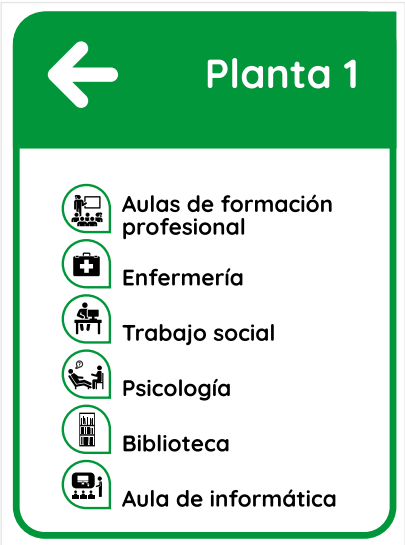 Planta 1
Aulas de formación
profesional
Enfermería
Trabajo social
Psicología
Biblioteca
Aula de informática